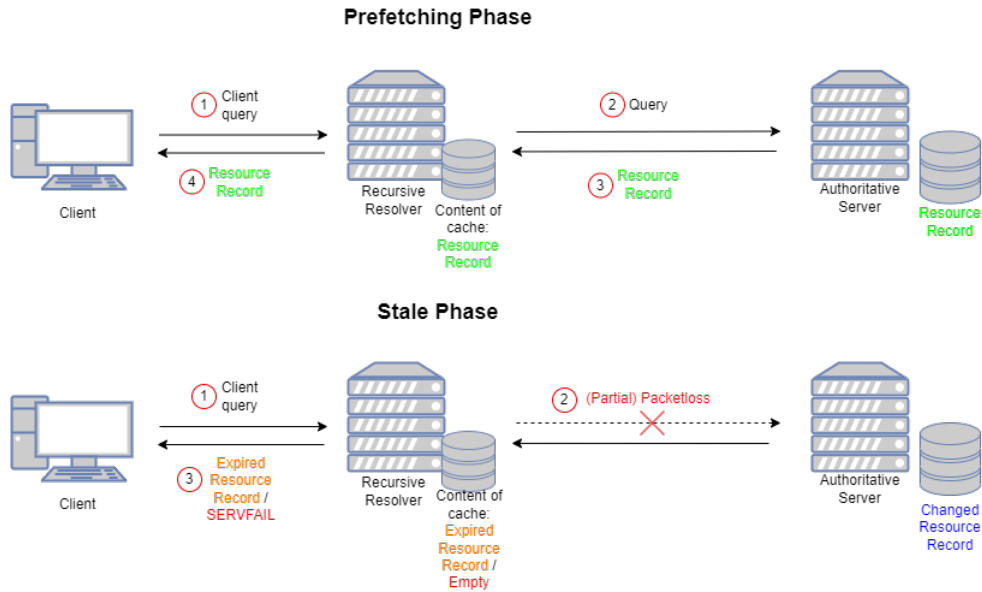 Prefetching Phase
1
Client
query
2
Query
4
Resource
Record
3
Resource
Record
Client
Recursive
Resolver
Content of
cache:
Resource
Record
Authoritative
Server
Resource
Record
Stale Phase
1
Client
query
2
(Partial) Packetloss
3
Expired
Resource
Record /
SERVFAIL
Client
Recursive
Resolver
Content of
cache:
Expired
Resource
Record /
Empty
Authoritative
Server
Changed
Resource
Record